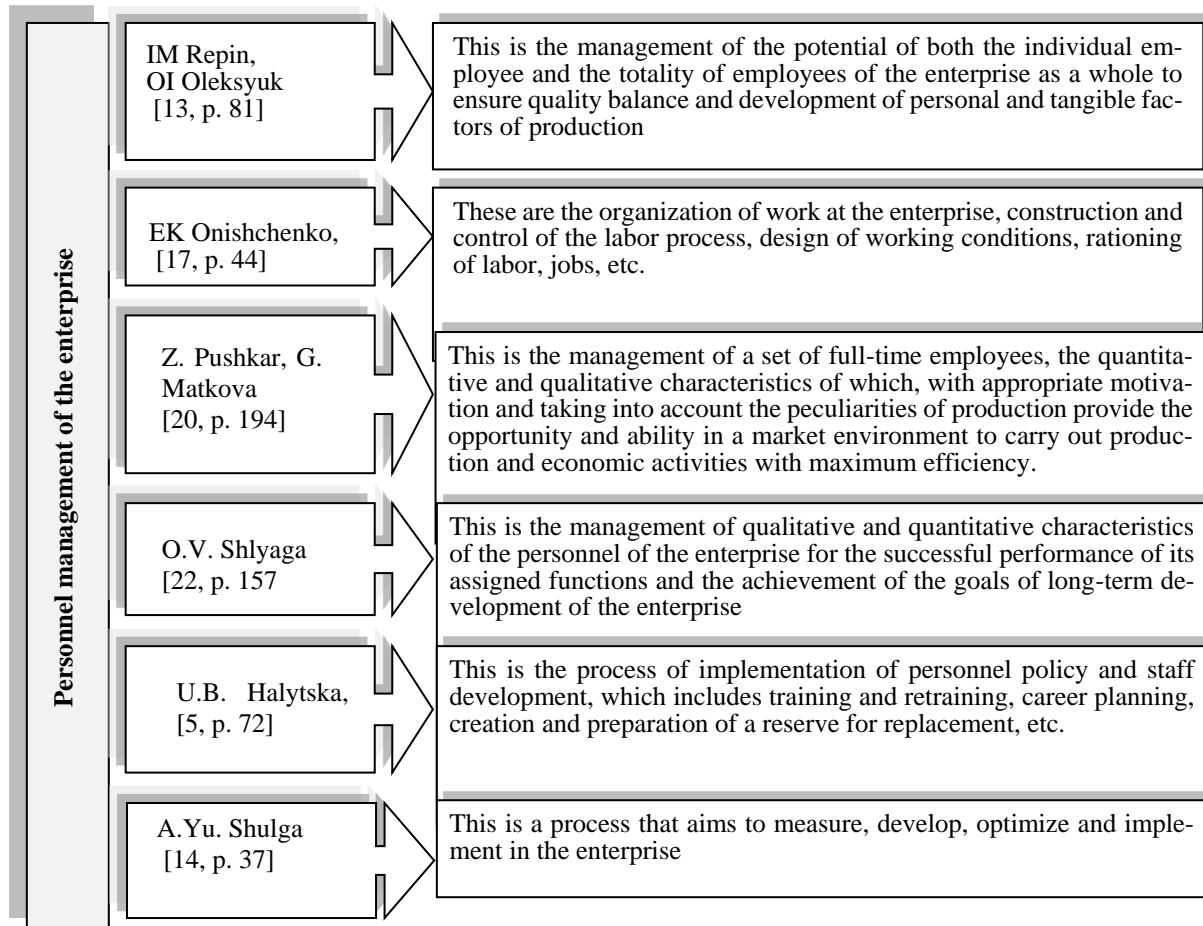 Personnel management of the enterprise
IM Repin,
OI Oleksyuk
[13, p. 81]
This is the management of the potential of both the individual em-
ployee and the totality of employees of the enterprise as a whole to
ensure quality balance and development of personal and tangible fac-
tors of production
EK Onishchenko,
[17, p. 44]
These are the organization of work at the enterprise, construction and
control of the labor process, design of working conditions, rationing
of labor, jobs, etc.
Z. Pushkar, G.
Matkova
[20, p. 194]
This is the management of a set of full-time employees, the quantita-
tive and qualitative characteristics of which, with appropriate motiva-
tion and taking into account the peculiarities of production provide the
opportunity and ability in a market environment to carry out produc-
tion and economic activities with maximum efficiency.
O.V. Shlyaga
[22, p. 157
This is the management of qualitative and quantitative characteristics
of the personnel of the enterprise for the successful performance of its
assigned functions and the achievement of the goals of long-term de-
velopment of the enterprise
U.B. Halytska,
[5, p. 72]
This is the process of implementation of personnel policy and staff
development, which includes training and retraining, career planning,
creation and preparation of a reserve for replacement, etc.
A.Yu. Shulga
[14, p. 37]
This is a process that aims to measure, develop, optimize and imple-
ment in the enterprise